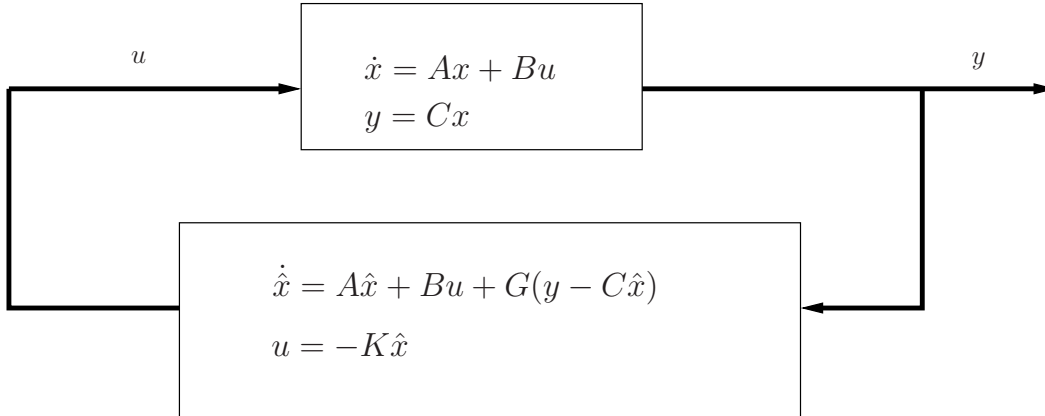 u
ẋ = Ax + Bu
y = Cx
y
x̂̇ = Ax̂ + Bu + G(y − Cx̂)
u = −Kx̂